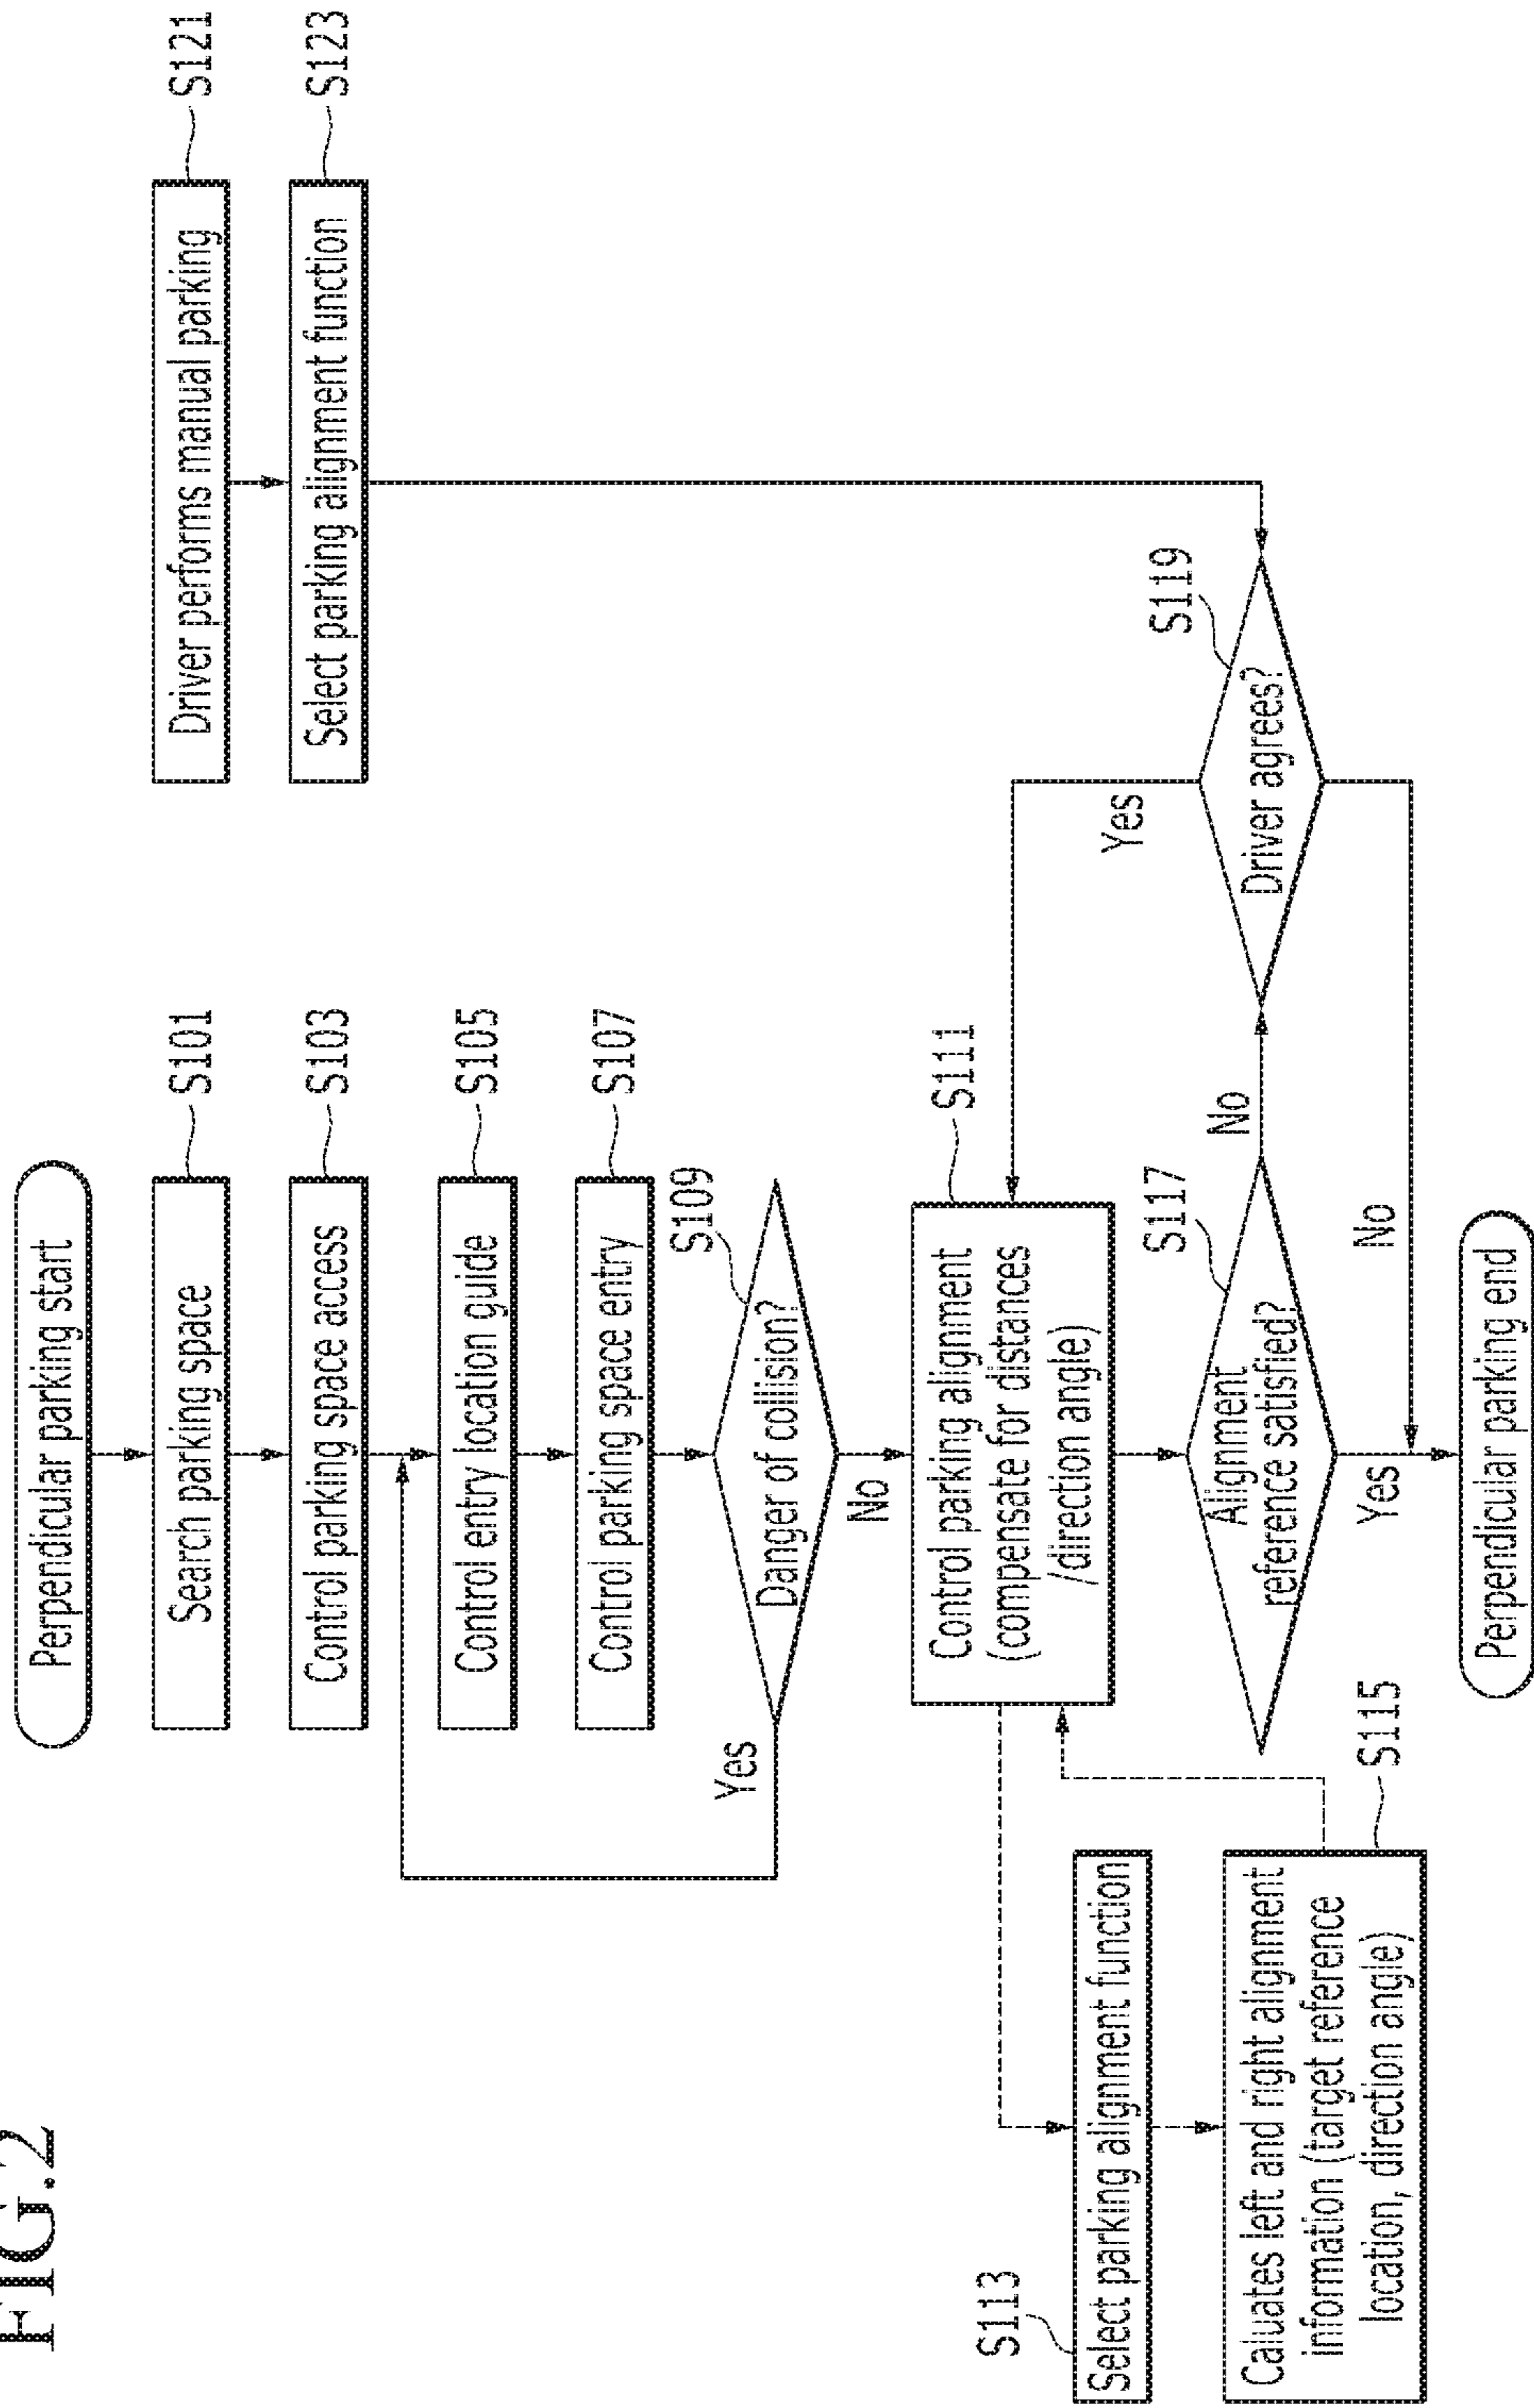 FIG.2
Perpendicular parking start
Search parking space
S101
Control parking space access
S103
Control entry location guide
S105
Control parking space entry
S107
Danger of collision?
S109
Yes
No
Control parking alignment
(compensate for distances
/direction angle)
S111
S113
Select parking alignment function
Caluates left and right alignment
information (target reference
location, direction angle)
S115
Alignment
reference satisfied?
S117
No
Yes
Driver agrees?
S119
Yes
No
Perpendicular parking end
Driver performs manual parking
S121
Select parking alignment function
S123